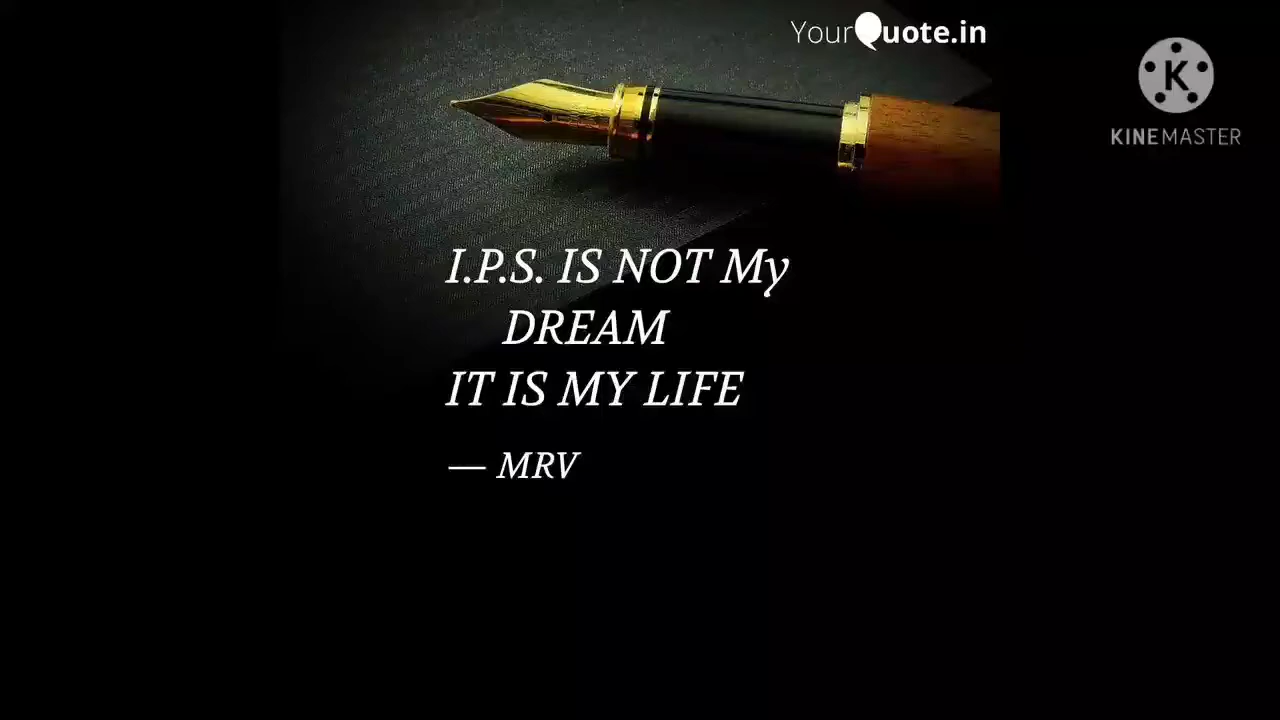 YourQuote.in
KINEMASTER
I.P.S. IS NOT My
DREAM
IT IS MY LIFE
— MRV